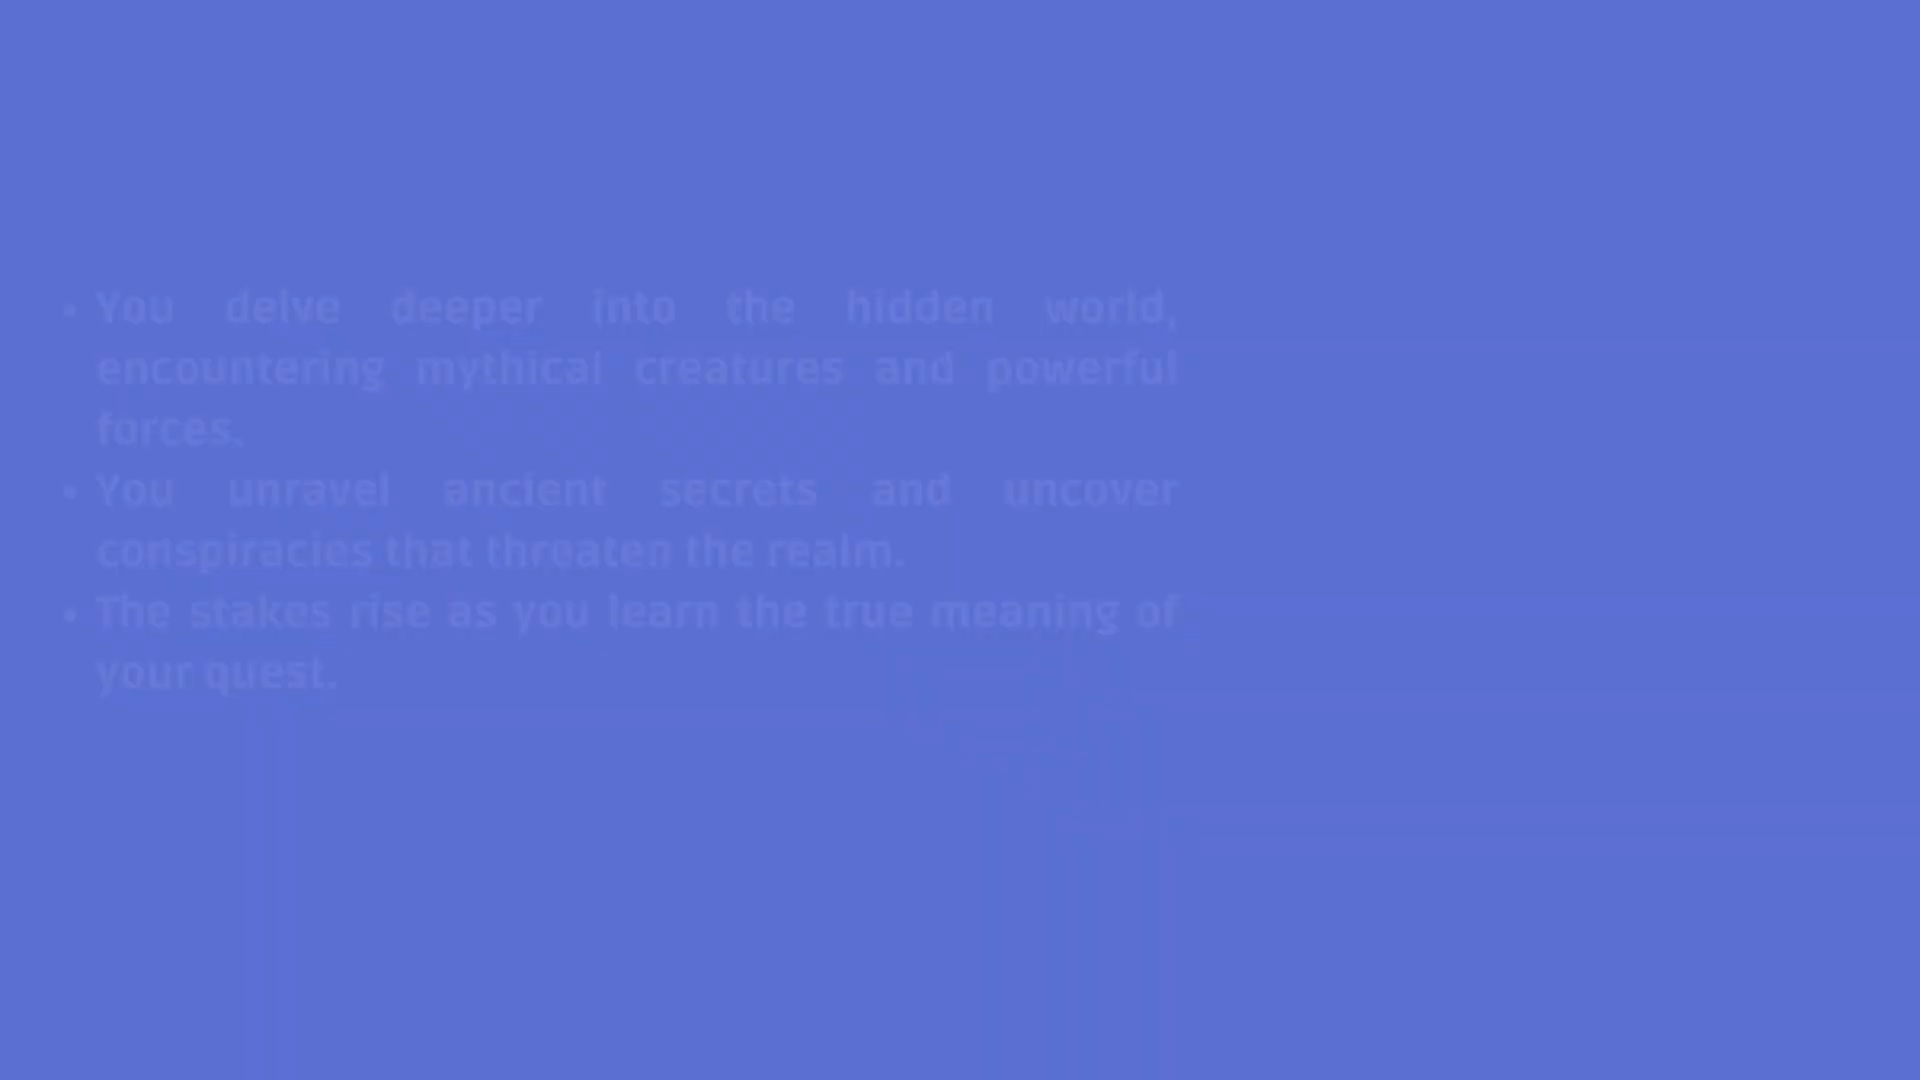 • You delve deeper into the hidden world,
encountering mythical creatures and powerful
forces.
• You unravel ancient secrets and uncover
conspiracies that threaten the realm.
• The stakes rise as you learn the true meaning of
your quest.